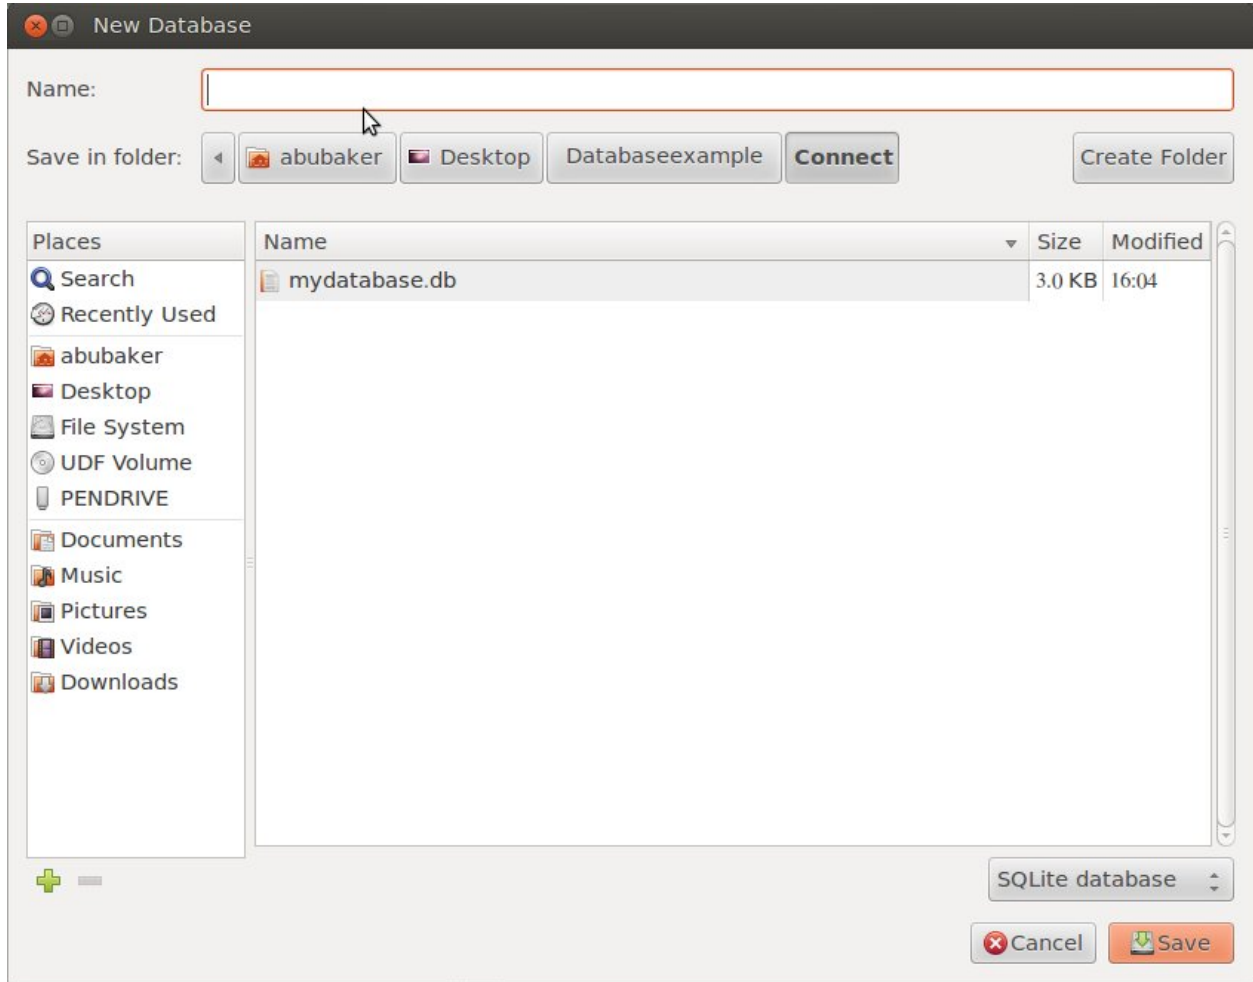 New Database
Name:
Save in folder: abubaker Desktop Databaseexample Connect Create Folder
Places
Search
Recently Used
abubaker
Desktop
File System
UDF Volume
PENDRIVE
Documents
Music
Pictures
Videos
Downloads
Name Size Modified
mydatabase.db 3.0 KB 16:04
SQLite database
Cancel Save